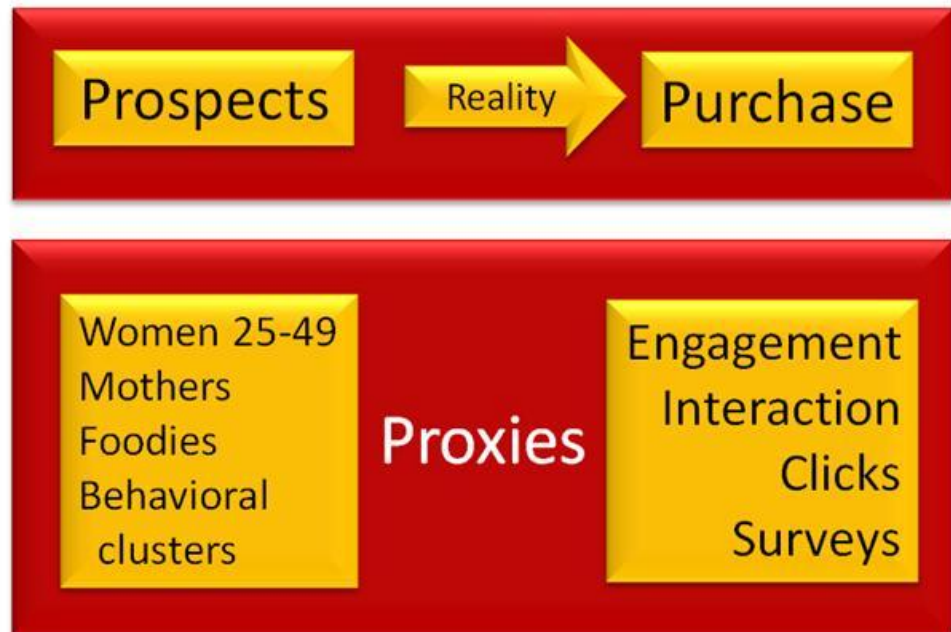 Prospects
Reality
Purchase
Women 25-49
Mothers
Foodies
Behavioral
clusters
Proxies
Engagement
Interaction
Clicks
Surveys